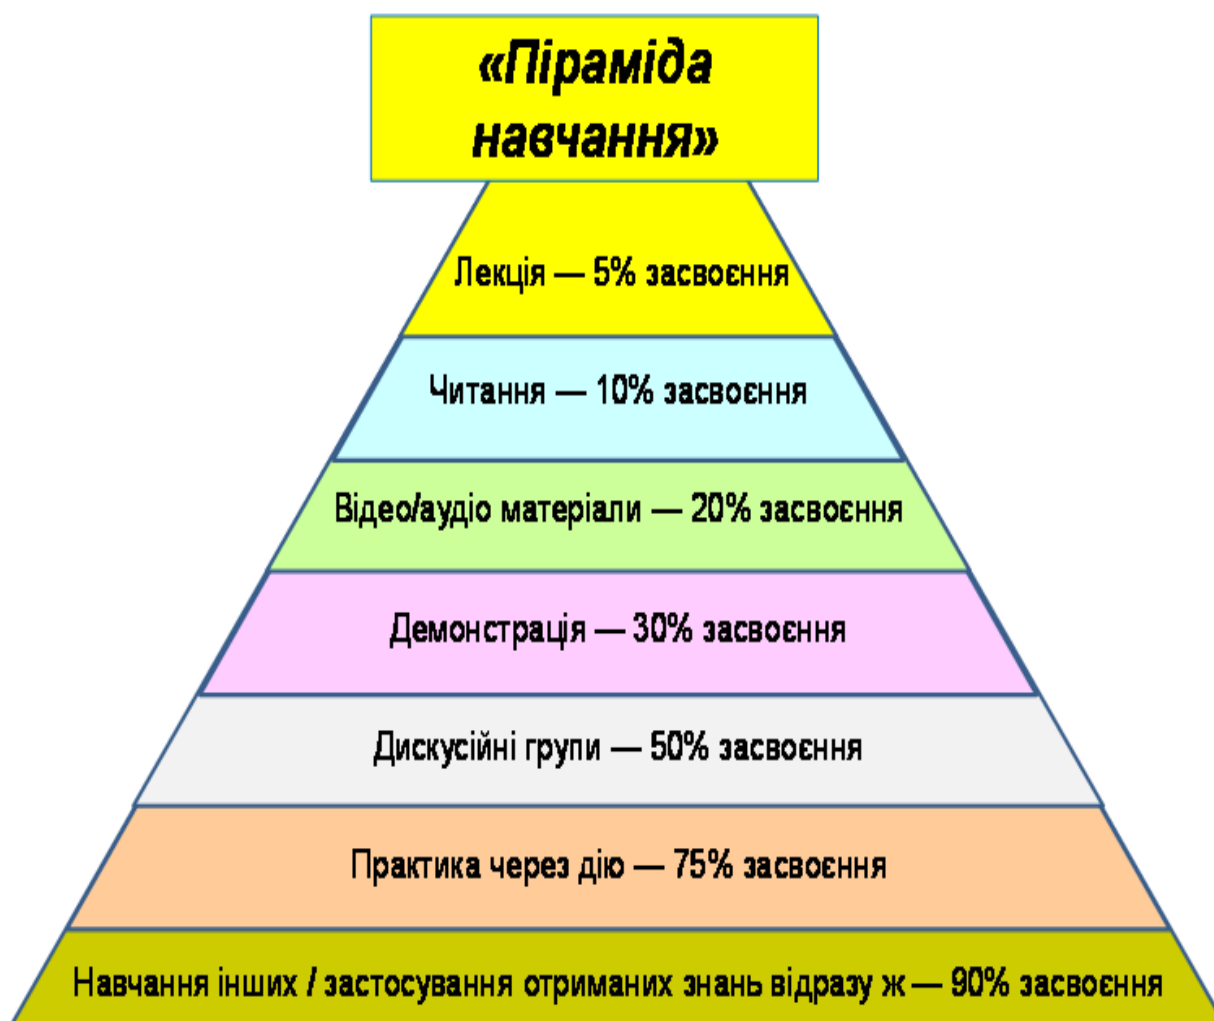 «Піраміда
навчання»
Лекція — 5% засвоєння
Читання — 10% засвоєння
Відео/аудіо матеріали — 20% засвоєння
Демонстрація — 30% засвоєння
Дискусійні групи — 50% засвоєння
Практика через дію — 75% засвоєння
Навчання інших / застосування отриманих знань відразу ж — 90% засвоєння